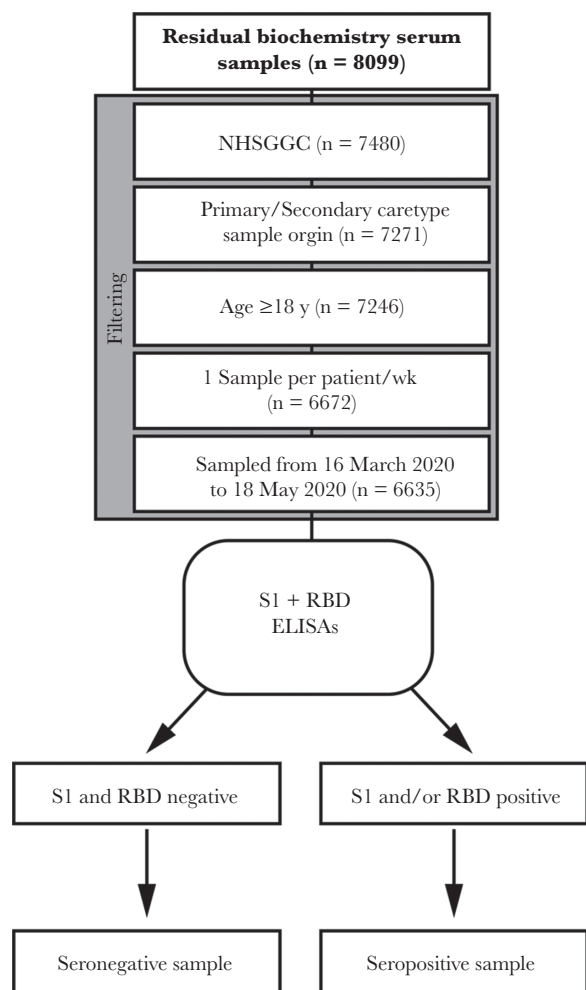 Residual biochemistry serum
samples (n = 8099)
Filtering
NHSGGC (n = 7480)
Primary/Secondary caretype
sample orgin (n = 7271)
Age ≥18 y (n = 7246)
1 Sample per patient/wk
(n = 6672)
Sampled from 16 March 2020
to 18 May 2020 (n = 6635)
S1 + RBD
ELISAs
S1 and RBD negative
S1 and/or RBD positive
Seronegative sample
Seropositive sample